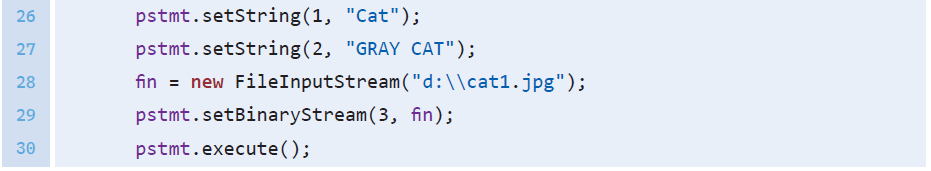 26 pstmt.setString(1, "Cat");
27 pstmt.setString(2, "GRAY CAT");
28 fin = new FileInputStream("d:\\cat1.jpg");
29 pstmt.setBinaryStream(3, fin);
30 pstmt.execute();